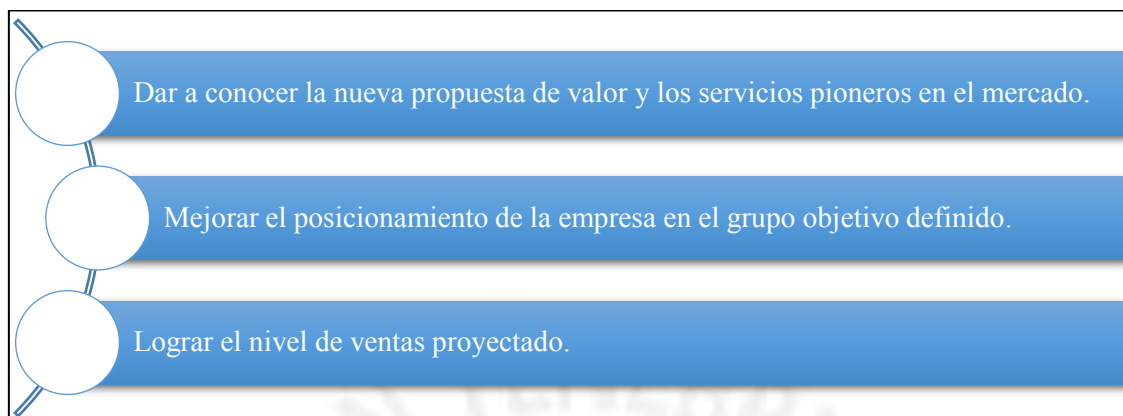 Dar a conocer la nueva propuesta de valor y los servicios pioneros en el mercado.
Mejorar el posicionamiento de la empresa en el grupo objetivo definido.
Lograr el nivel de ventas proyectado.